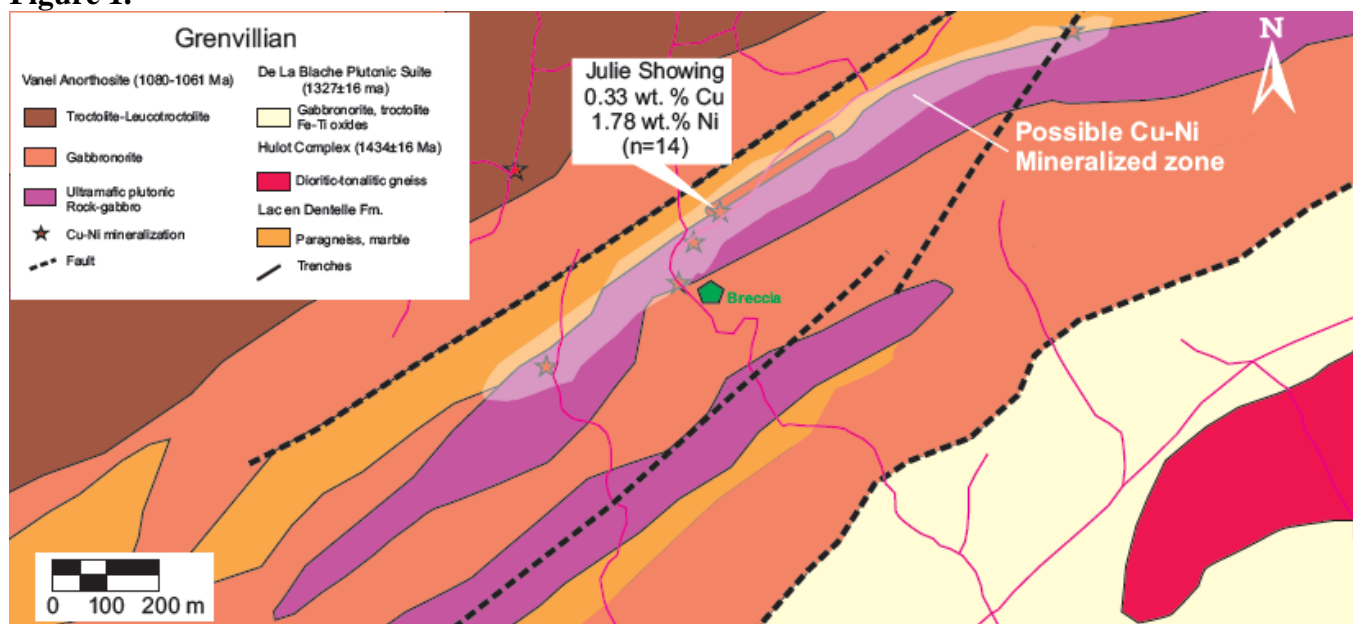 Figure 1.
Grenvillian
Vanel Anorthosite (1080-1061 Ma)
Troctolite-Leucotroctolite
Gabbronorite
Ultramafic plutonic
Rock-gabbro
Cu-Ni mineralization
Fault
De La Blache Plutonic Suite
(1327±16 ma)
Gabbronorite, troctolite
Fe-Ti oxides
Hulot Complex (1434±16 Ma)
Dioritic-tonalitic gneiss
Lac en Dentelle Fm.
Paragneiss, marble
Trenches
Julie Showing
0.33 wt. % Cu
1.78 wt.% Ni
(n=14)
N
Possible Cu-Ni
Mineralized zone
Breccia
0 100 200 m